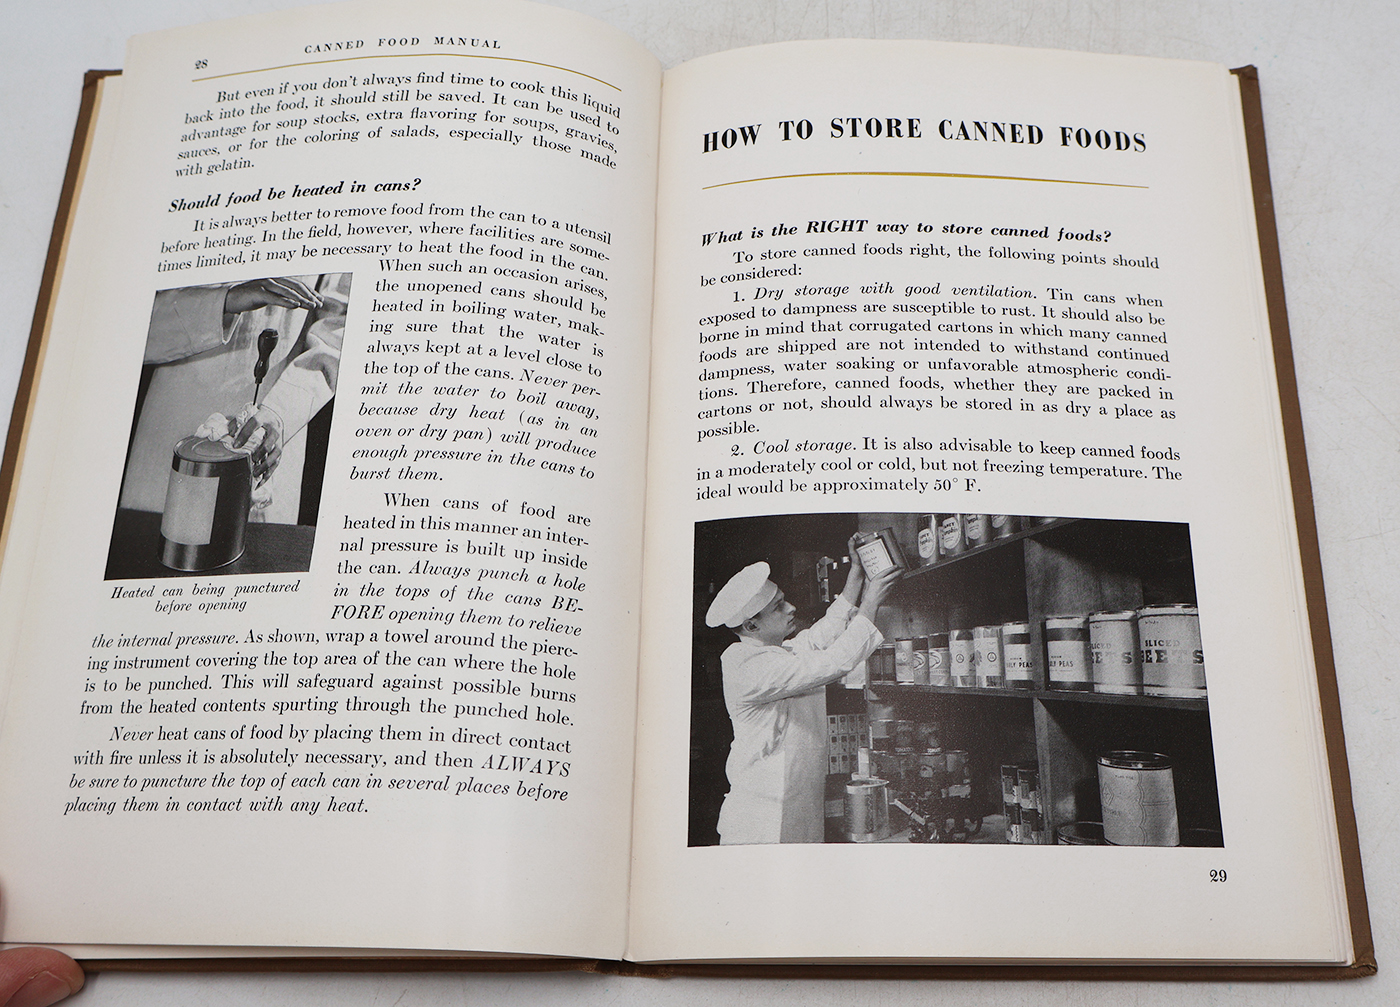 28
CANNED FOOD MANUAL
But even if you don't always find time to cook this liquid
back into the food, it should still be saved. It can be used to
advantage for soup stocks, extra flavoring for soups, gravies,
sauces, or for the coloring of salads, especially those made
with gelatin.
Should food be heated in cans?
It is always better to remove food from the can to a utensil
before heating. In the field, however, where facilities are some-
times limited, it may be necessary to heat the food in the can.
When such an occasion arises,
the unopened cans should be
heated in boiling water, mak-
ing sure that the water is
always kept at a level close to
the top of the cans. Never per-
mit the water to boil away,
because dry heat (as in an
oven or dry pan) will produce
enough pressure in the cans to
burst them.
When cans of food are
heated in this manner an inter-
nal pressure is built up inside
the can. Always punch a hole
in the tops of the cans BE-
FORE opening them to relieve
the internal pressure. As shown, wrap a towel around the pierc-
ing instrument covering the top area of the can where the hole
is to be punched. This will safeguard against possible burns
from the heated contents spurting through the punched hole.
Never heat cans of food by placing them in direct contact
with fire unless it is absolutely necessary, and then ALWAYS
be sure to puncture the top of each can in several places before
placing them in contact with any heat.
Heated can being punctured
before opening
HOW TO STORE CANNED FOODS
What is the RIGHT way to store canned foods?
To store canned foods right, the following points should
be considered:
1. Dry storage with good ventilation. Tin cans when
exposed to dampness are susceptible to rust. It should also be
borne in mind that corrugated cartons in which many canned
foods are shipped are not intended to withstand continued
dampness, water soaking or unfavorable atmospheric condi-
tions. Therefore, canned foods, whether they are packed in
cartons or not, should always be stored in as dry a place as
possible.
2. Cool storage. It is also advisable to keep canned foods
in a moderately cool or cold, but not freezing temperature. The
ideal would be approximately 50° F.
PEAS
PEAS
SLICED
BEETS
29